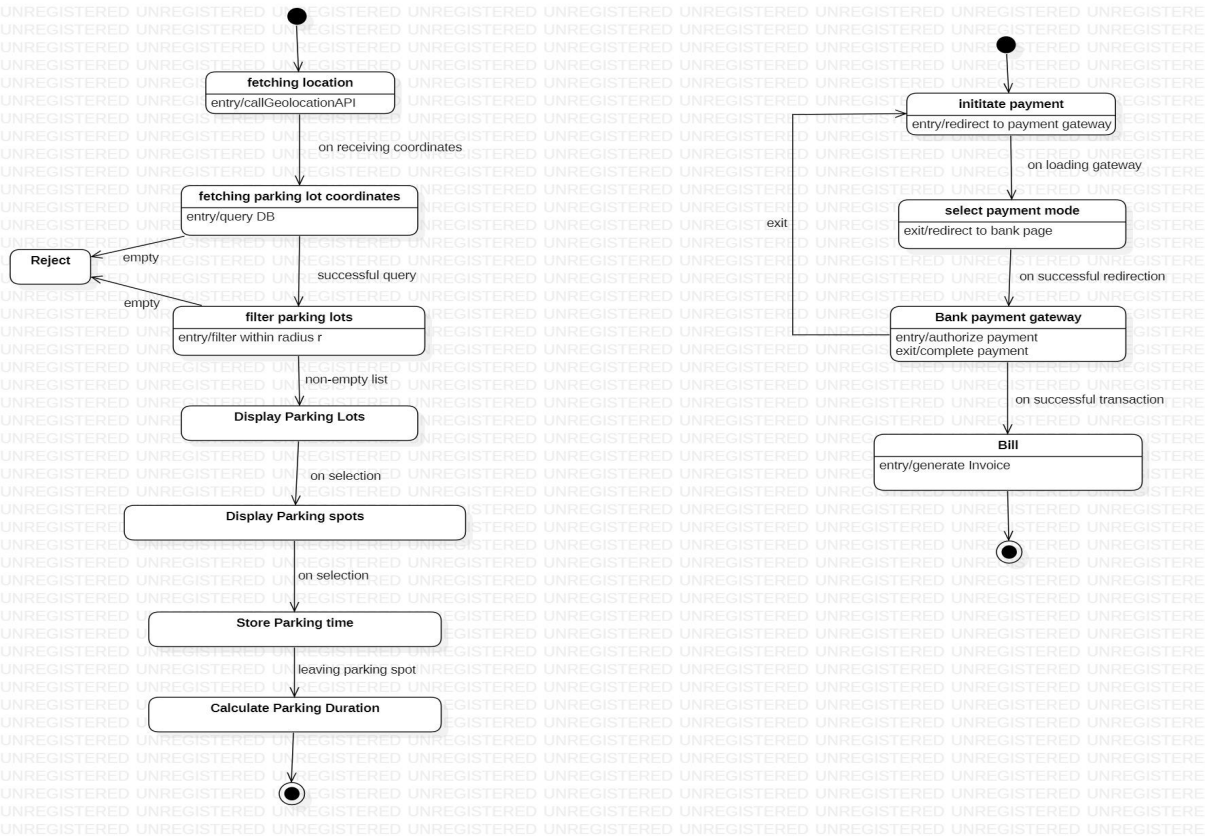 fetching location
entry/callGeolocationAPI
on receiving coordinates
fetching parking lot coordinates
entry/query DB
Reject
empty
successful query
empty
filter parking lots
entry/filter within radius r
non-empty list
Display Parking Lots
on selection
Display Parking spots
on selection
Store Parking time
leaving parking spot
Calculate Parking Duration
inititate payment
entry/redirect to payment gateway
on loading gateway
select payment mode
exit/redirect to bank page
exit
on successful redirection
Bank payment gateway
entry/authorize payment
exit/complete payment
on successful transaction
Bill
entry/generate Invoice
UNREGISTERED